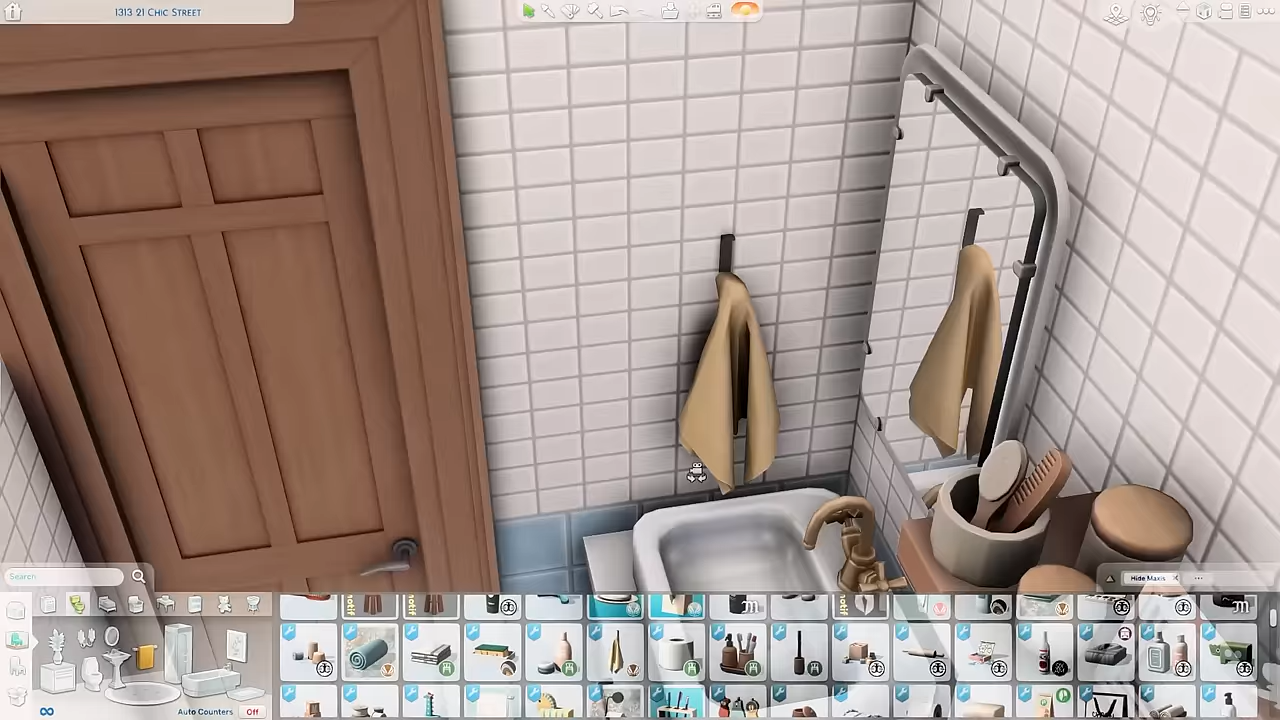 1313 21 Chic Street
Hide Maxis
Search
Auto Counters
Off